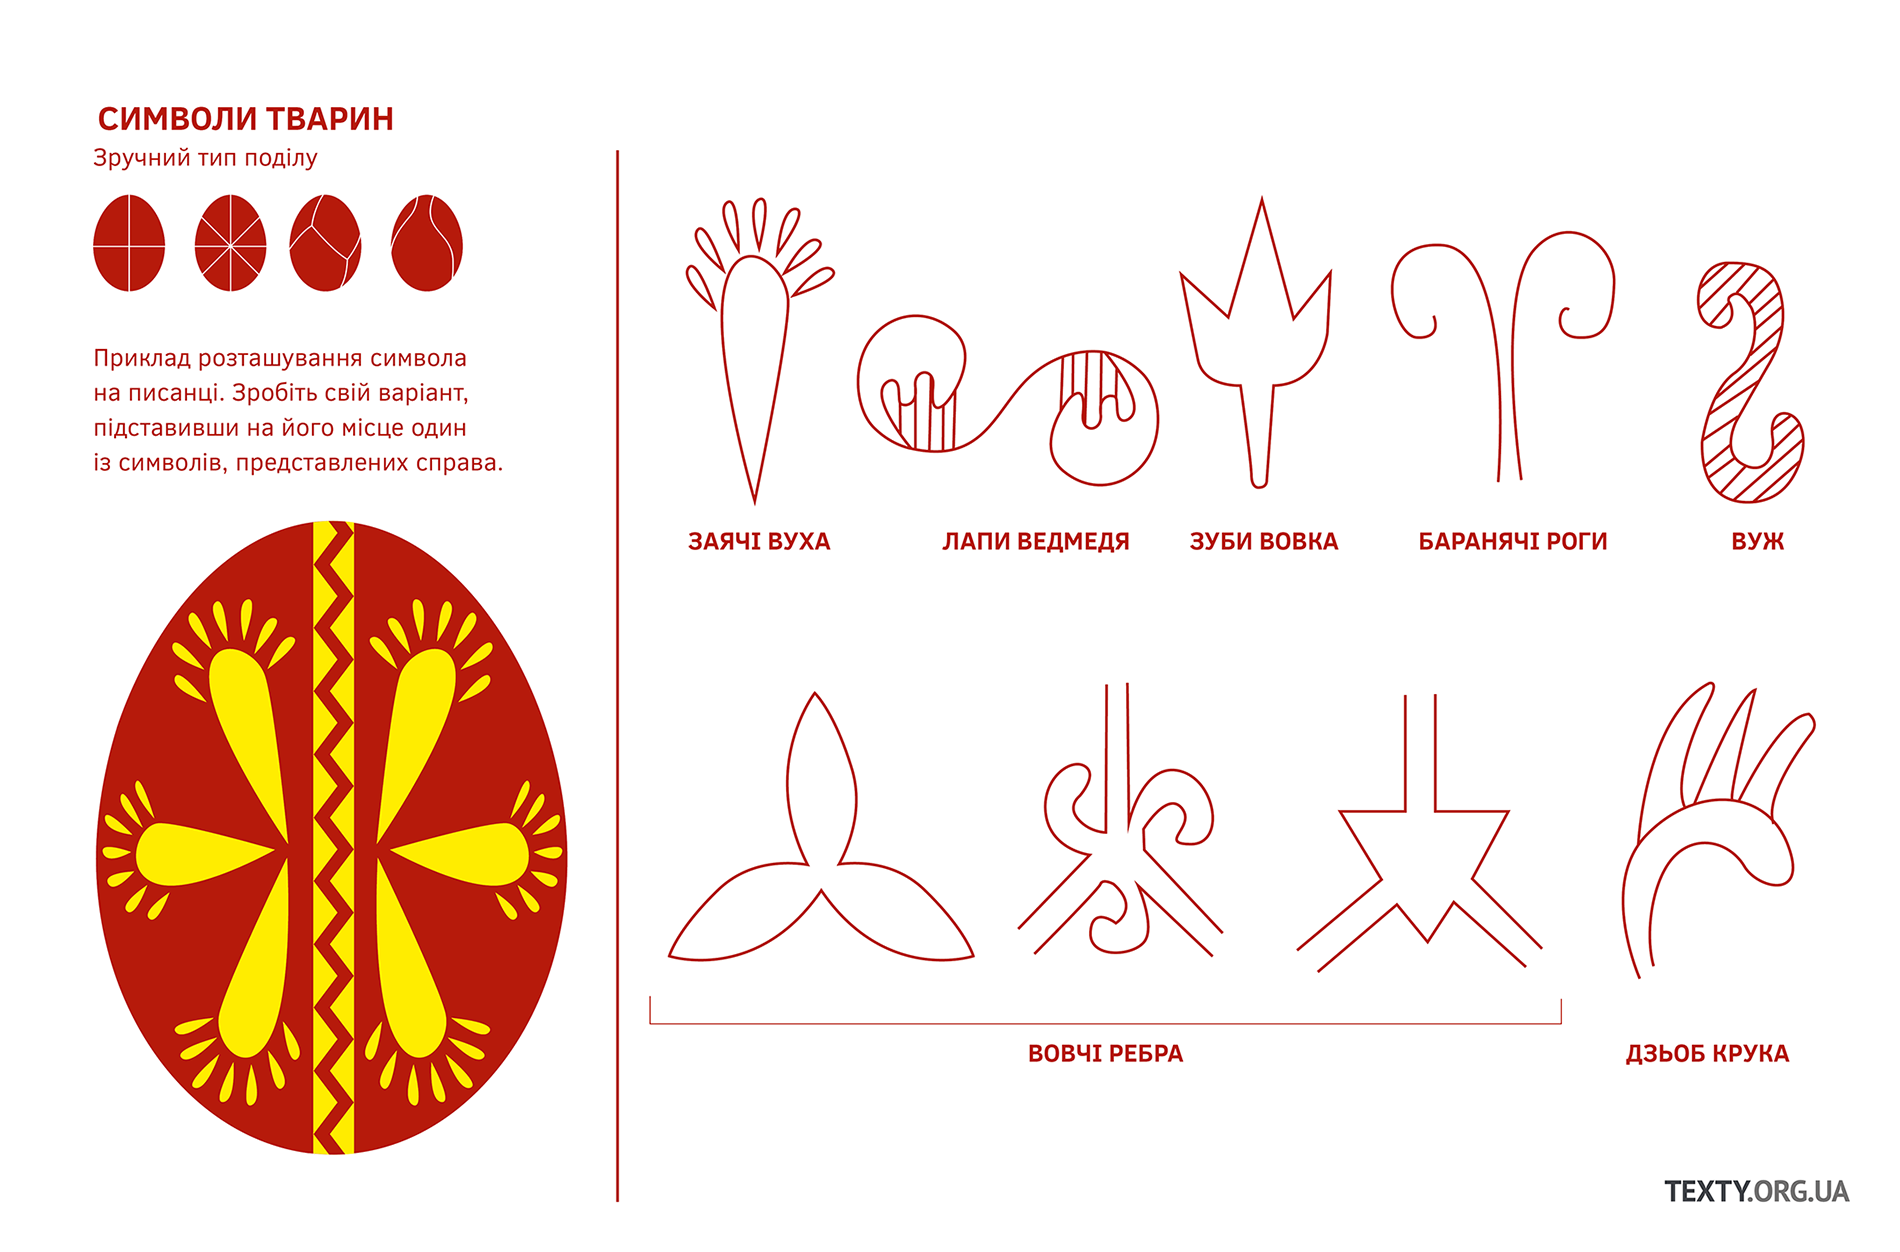 СИМВОЛИ ТВАРИН
Зручний тип поділу
Приклад розташування символа
на писанці. Зробіть свій варіант,
підставивши на його місце один
із символів, представлених справа.
ЗАЯЧІ ВУХА
ЛАПИ ВЕДМЕДЯ
ЗУБИ ВОВКА
БАРАНЯЧІ РОГИ
ВУЖ
ВОВЧІ РЕБРА
ДЗЬОБ КРУКА
TEXTY.ORG.UA